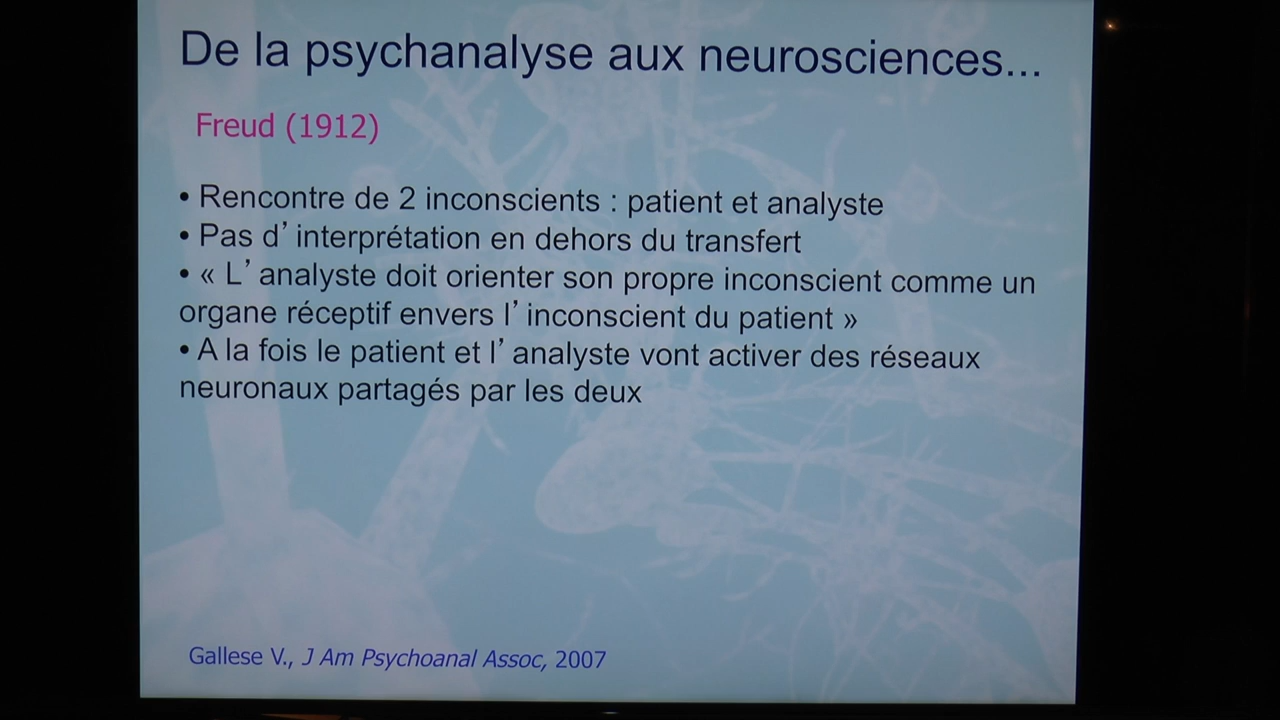 De la psychanalyse aux neurosciences...
Freud (1912)
• Rencontre de 2 inconscients : patient et analyste
• Pas d’interprétation en dehors du transfert
• « L’analyste doit orienter son propre inconscient comme un
organe réceptif envers l’inconscient du patient »
• A la fois le patient et l’analyste vont activer des réseaux
neuronaux partagés par les deux
Gallese V., J Am Psychoanal Assoc, 2007